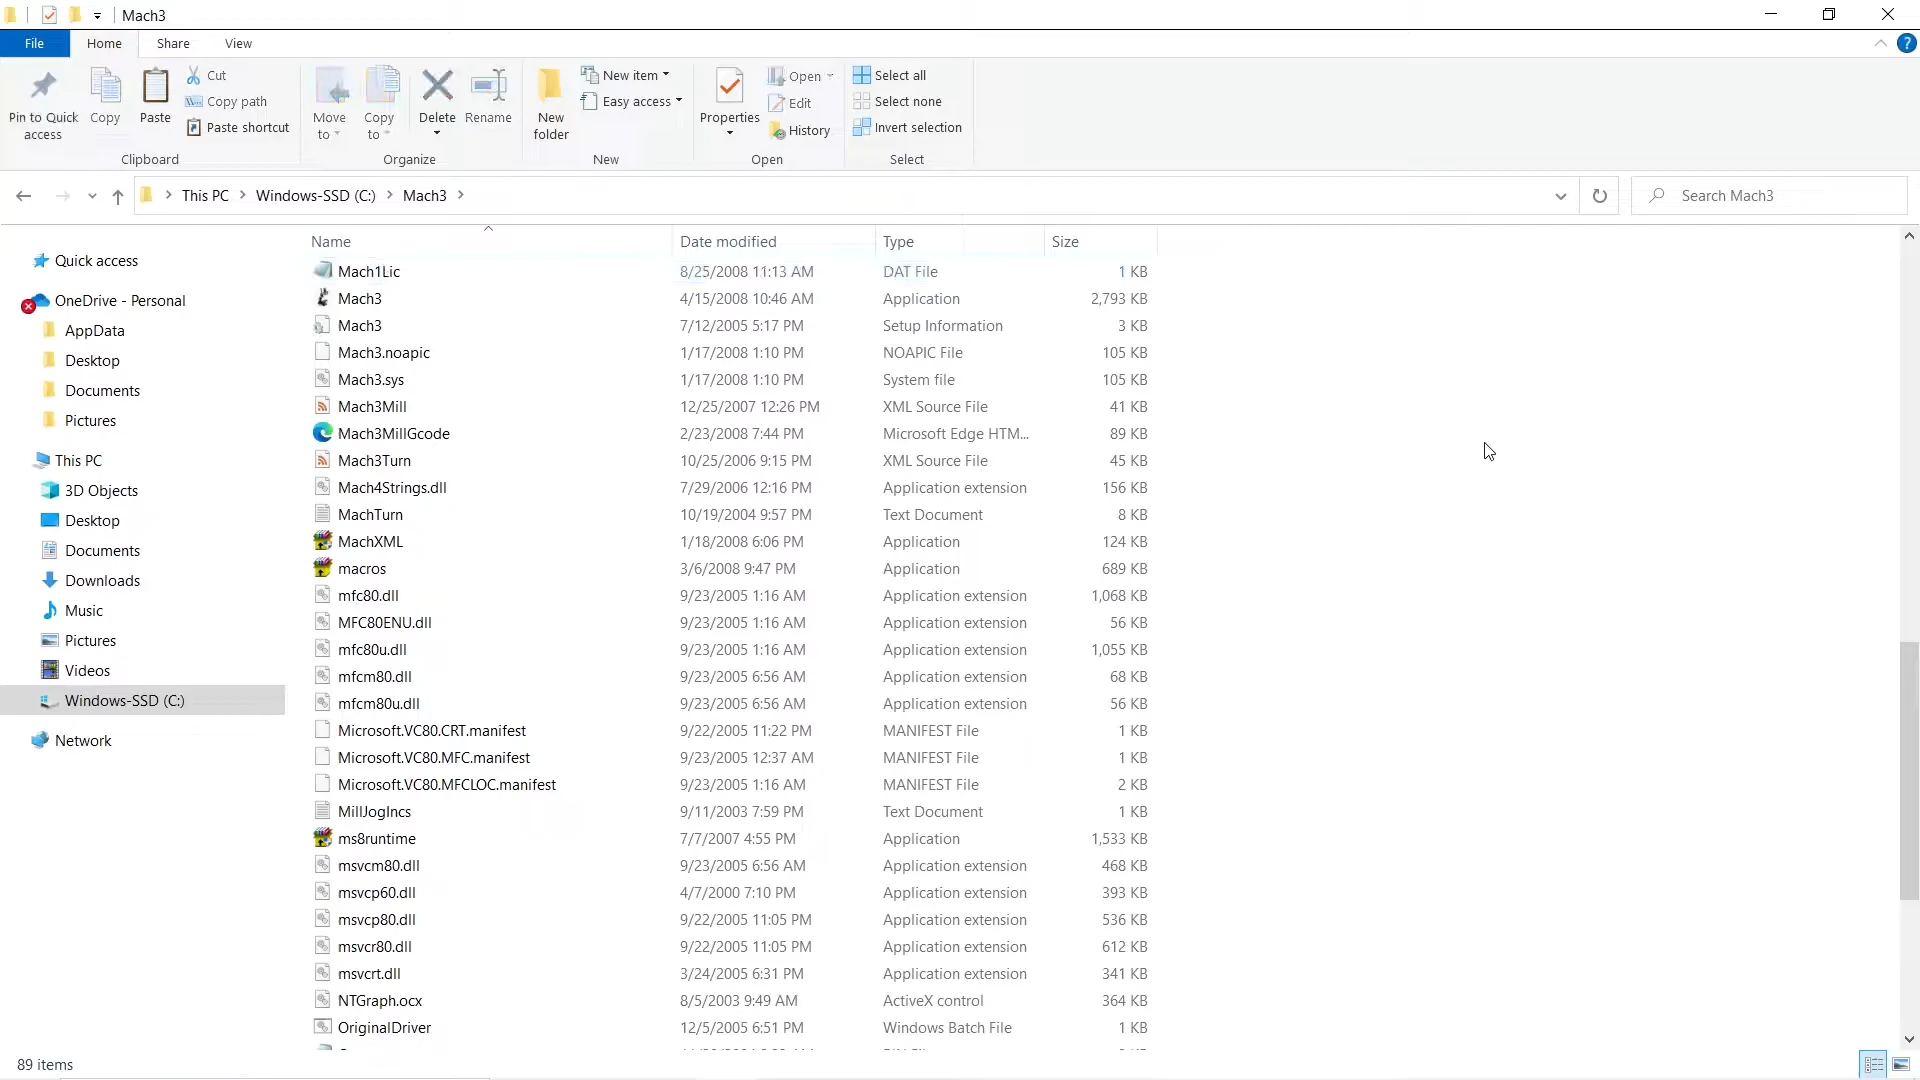 Mach3
File Home Share View
Pin to Quick access
Copy
Paste
Cut
Copy path
Paste shortcut
Clipboard
Move to
Copy to
Delete
Rename
Organize
New folder
New item
Easy access
New
Properties
Open
Edit
History
Open
Select all
Select none
Invert selection
Select
This PC Windows-SSD (C:) Mach3
Search Mach3
Quick access
OneDrive - Personal
AppData
Desktop
Documents
Pictures
This PC
3D Objects
Desktop
Documents
Downloads
Music
Pictures
Videos
Windows-SSD (C:)
Network
Name Date modified Type Size
Mach1Lic 8/25/2008 11:13 AM DAT File 1 KB
Mach3 4/15/2008 10:46 AM Application 2,793 KB
Mach3 7/12/2005 5:17 PM Setup Information 3 KB
Mach3.noapic 1/17/2008 1:10 PM NOAPIC File 105 KB
Mach3.sys 1/17/2008 1:10 PM System file 105 KB
Mach3Mill 12/25/2007 12:26 PM XML Source File 41 KB
Mach3MillGcode 2/23/2008 7:44 PM Microsoft Edge HTM... 89 KB
Mach3Turn 10/25/2006 9:15 PM XML Source File 45 KB
Mach4Strings.dll 7/29/2006 12:16 PM Application extension 156 KB
MachTurn 10/19/2004 9:57 PM Text Document 8 KB
MachXML 1/18/2008 6:06 PM Application 124 KB
macros 3/6/2008 9:47 PM Application 689 KB
mfc80.dll 9/23/2005 1:16 AM Application extension 1,068 KB
MFC80ENU.dll 9/23/2005 1:16 AM Application extension 56 KB
mfc80u.dll 9/23/2005 1:16 AM Application extension 1,055 KB
mfcm80.dll 9/23/2005 6:56 AM Application extension 68 KB
mfcm80u.dll 9/23/2005 6:56 AM Application extension 56 KB
Microsoft.VC80.CRT.manifest 9/22/2005 11:22 PM MANIFEST File 1 KB
Microsoft.VC80.MFC.manifest 9/23/2005 12:37 AM MANIFEST File 1 KB
Microsoft.VC80.MFCLOC.manifest 9/23/2005 1:16 AM MANIFEST File 2 KB
MillJogIncs 9/11/2003 7:59 PM Text Document 1 KB
ms8runtime 7/7/2007 4:55 PM Application 1,533 KB
msvcm80.dll 9/23/2005 6:56 AM Application extension 468 KB
msvcp60.dll 4/7/2000 7:10 PM Application extension 393 KB
msvcp80.dll 9/22/2005 11:05 PM Application extension 536 KB
msvcr80.dll 9/22/2005 11:05 PM Application extension 612 KB
msvcrt.dll 3/24/2005 6:31 PM Application extension 341 KB
NTGraph.ocx 8/5/2003 9:49 AM ActiveX control 364 KB
OriginalDriver 12/5/2005 6:51 PM Windows Batch File 1 KB
89 items